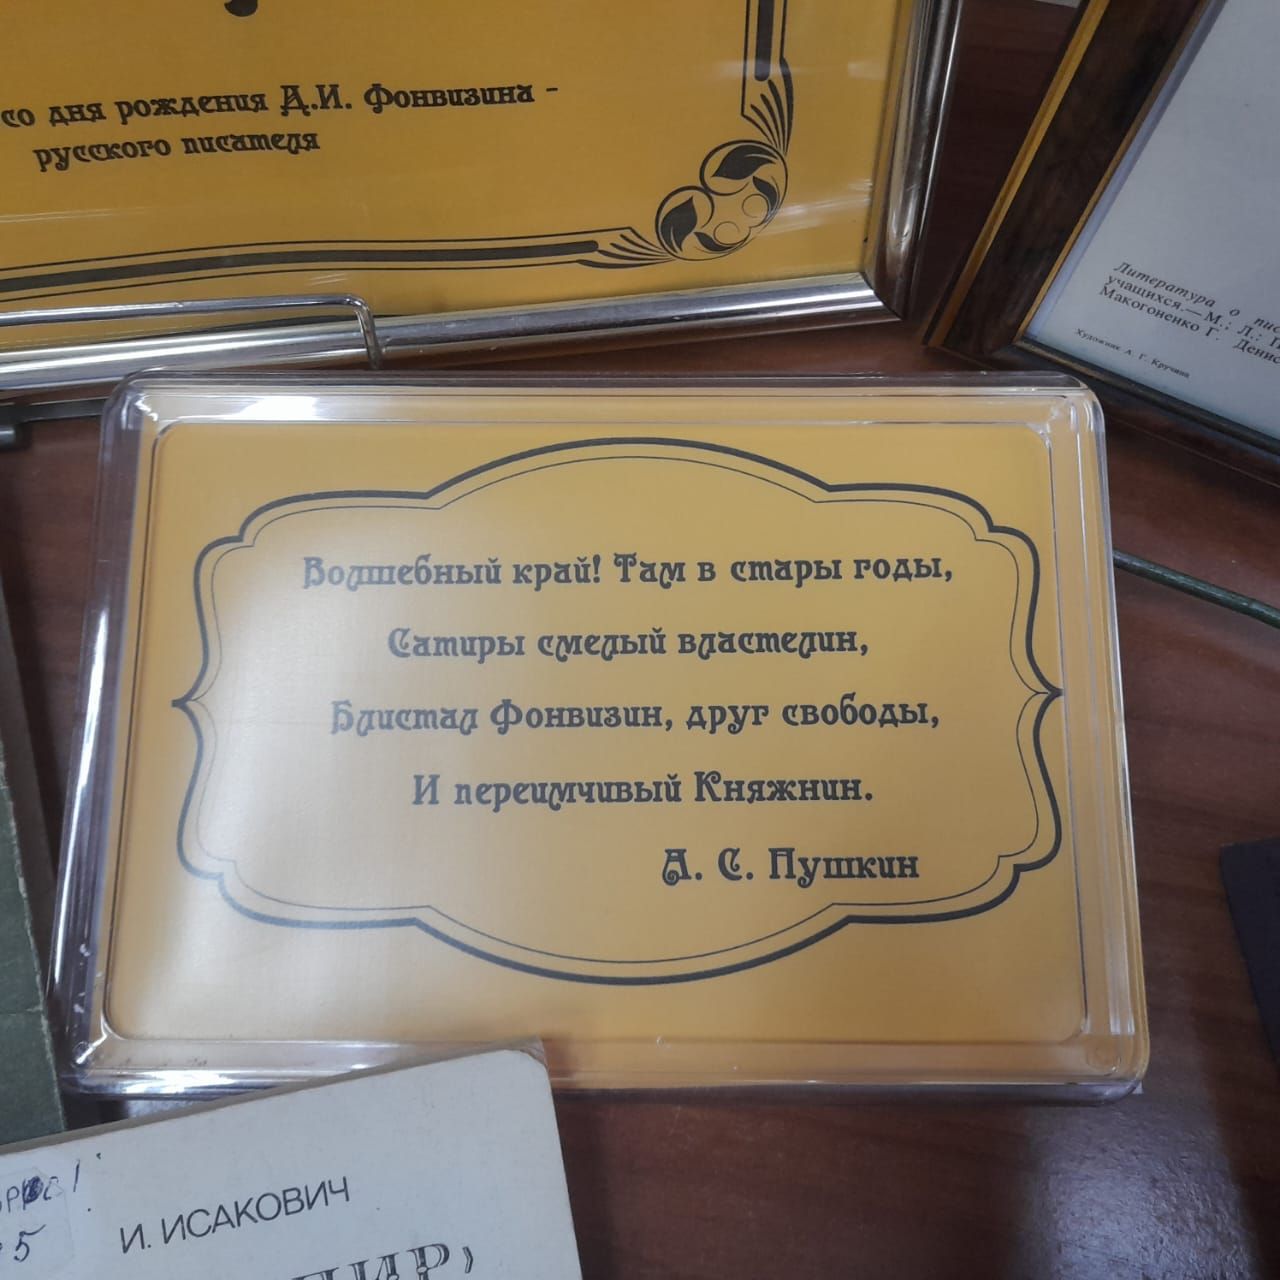 со дня рождения Д.И. Фонвизина -
русского писателя
Литература о
учащихся.—М.; Л.:
Макогоненко Г.
Художник А. Г. Кручина
Волшебный край! Там в стары годы,
Сатиры смелый властелин,
Блистал Фонвизин, друг свободы,
И переимчивый Княжнин.
А. С. Пушкин
И. ИСАКОВИЧ
5